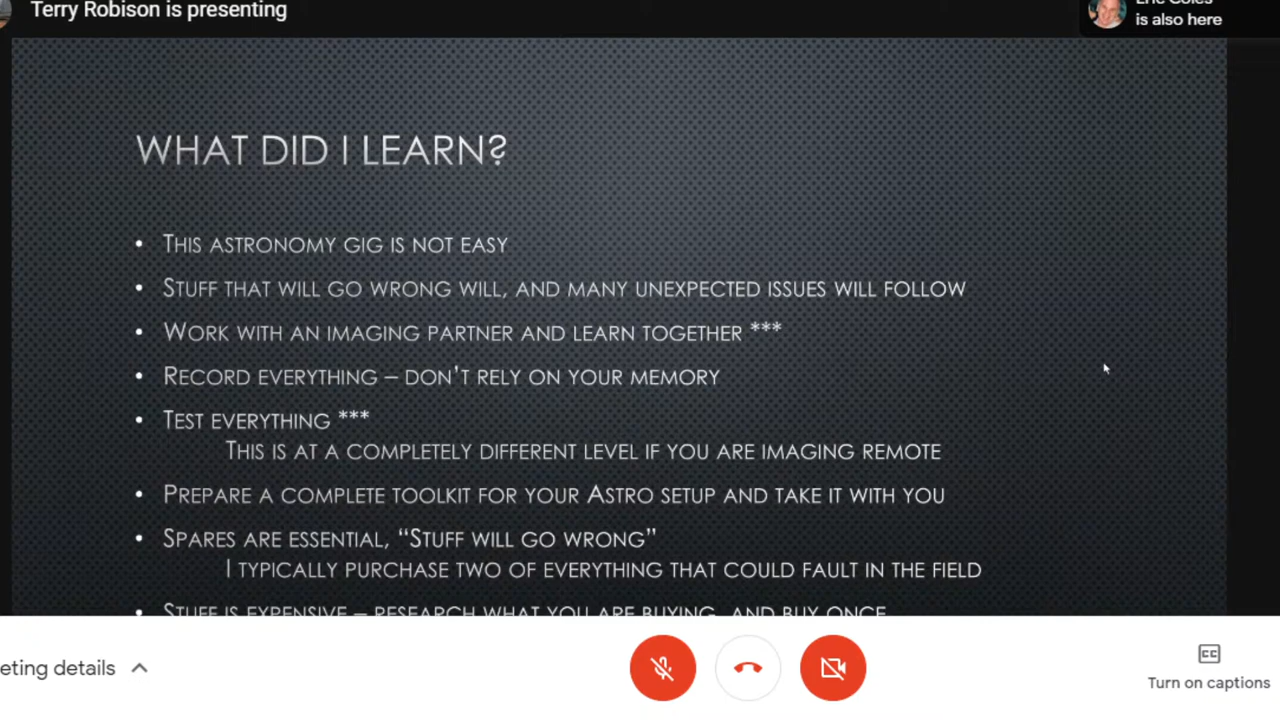 Terry Robison is presenting
Eric Coles
is also here
WHAT DID I LEARN?
• THIS ASTRONOMY GIG IS NOT EASY
• STUFF THAT WILL GO WRONG WILL, AND MANY UNEXPECTED ISSUES WILL FOLLOW
• WORK WITH AN IMAGING PARTNER AND LEARN TOGETHER ***
• RECORD EVERYTHING – DON'T RELY ON YOUR MEMORY
• TEST EVERYTHING ***
THIS IS AT A COMPLETELY DIFFERENT LEVEL IF YOU ARE IMAGING REMOTE
• PREPARE A COMPLETE TOOLKIT FOR YOUR ASTRO SETUP AND TAKE IT WITH YOU
• SPARES ARE ESSENTIAL, “STUFF WILL GO WRONG”
I TYPICALLY PURCHASE TWO OF EVERYTHING THAT COULD FAULT IN THE FIELD
• STUFF IS EXPENSIVE – RESEARCH WHAT YOU ARE BUYING, AND BUY ONCE
eting details
CC
Turn on captions